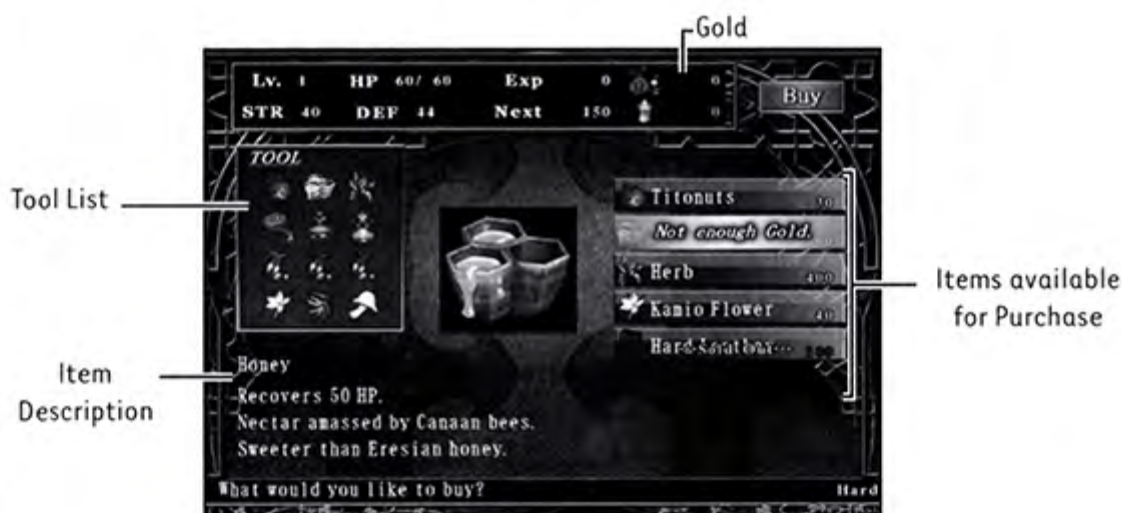 Gold
Lv. 1 HP 60/ 60 Exp 0 0
STR 40 DEF 44 Next 150 0
Buy
TOOL
Tool List
Titonuts
Not enough Gold.
Herb 400
Kamio Flower 40
Hard
Items available
for Purchase
Item
Description
Honey
Recovers 50 HP.
Nectar amassed by Canaan bees.
Sweeter than Eresian honey.
What would you like to buy? Hard